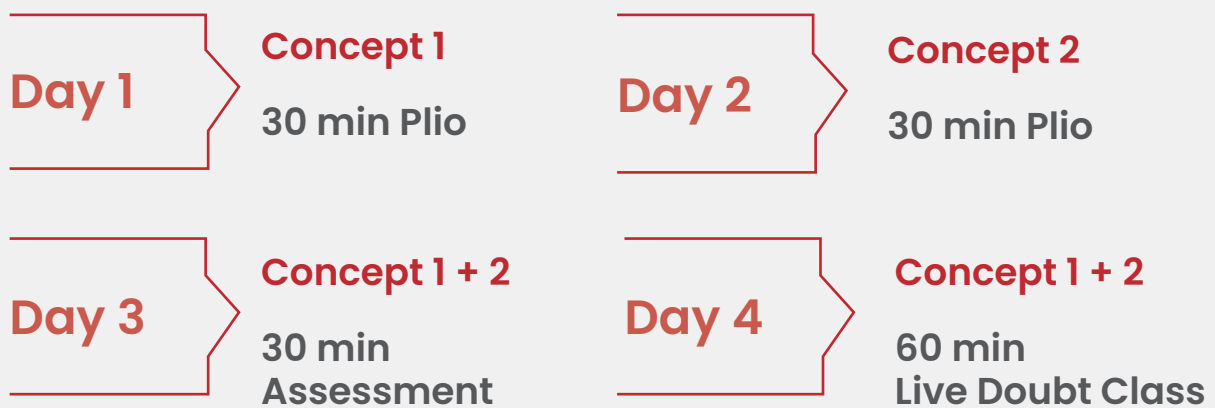 Day 1
Concept 1
30 min Plio
Day 2
Concept 2
30 min Plio
Day 3
Concept 1 + 2
30 min
Assessment
Day 4
Concept 1 + 2
60 min
Live Doubt Class